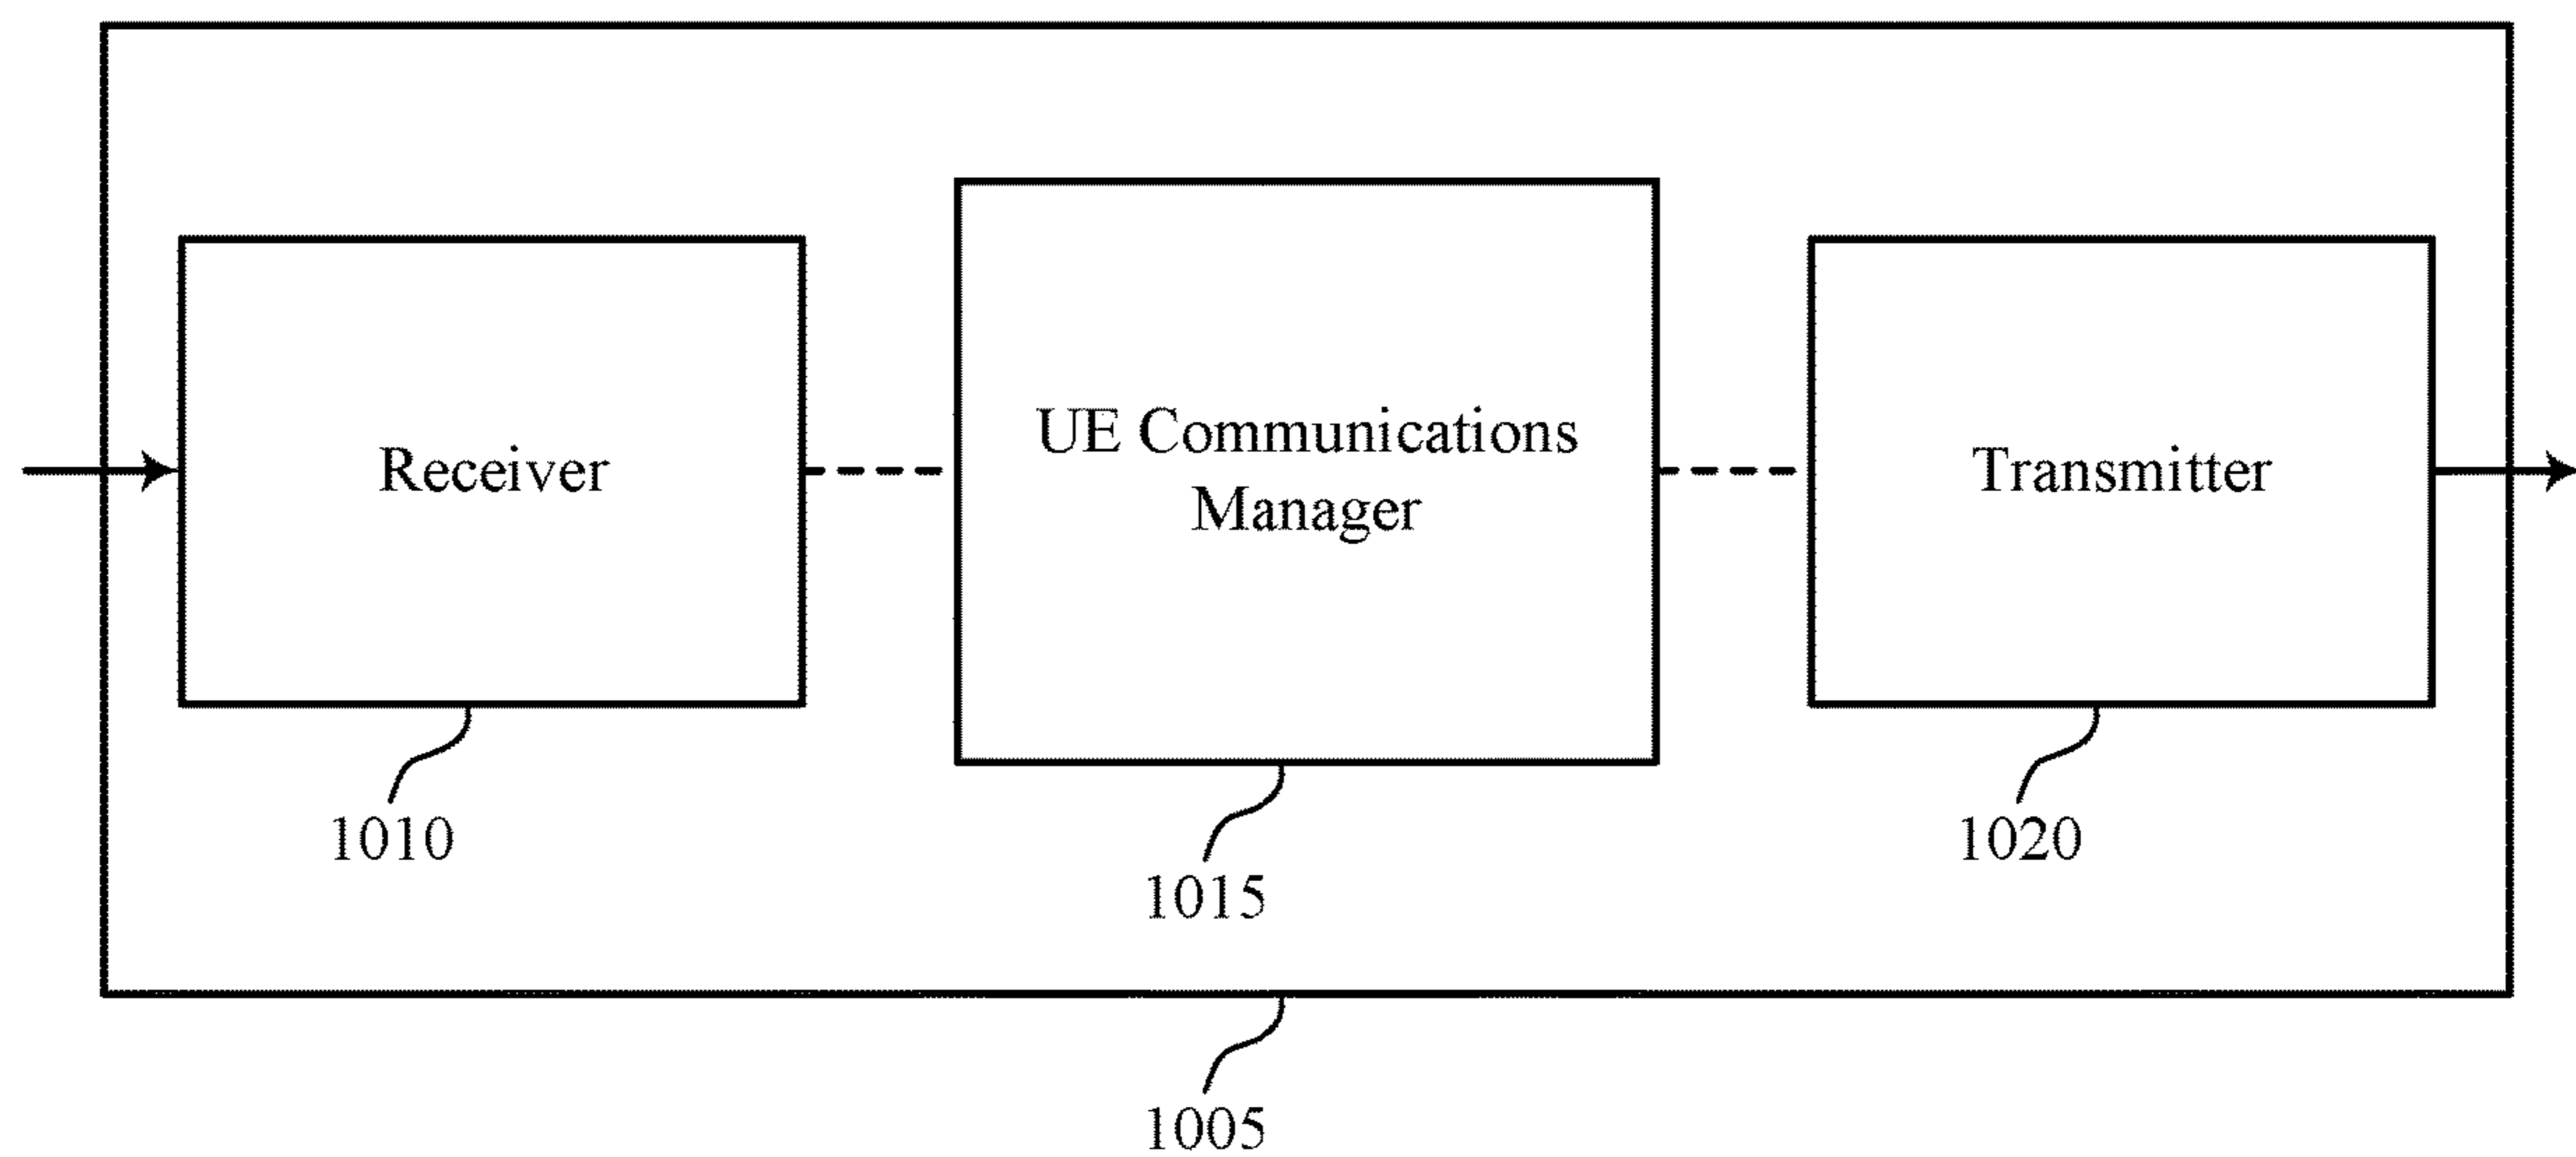 Receiver
UE Communications
Manager
Transmitter
1010
1015
1020
1005